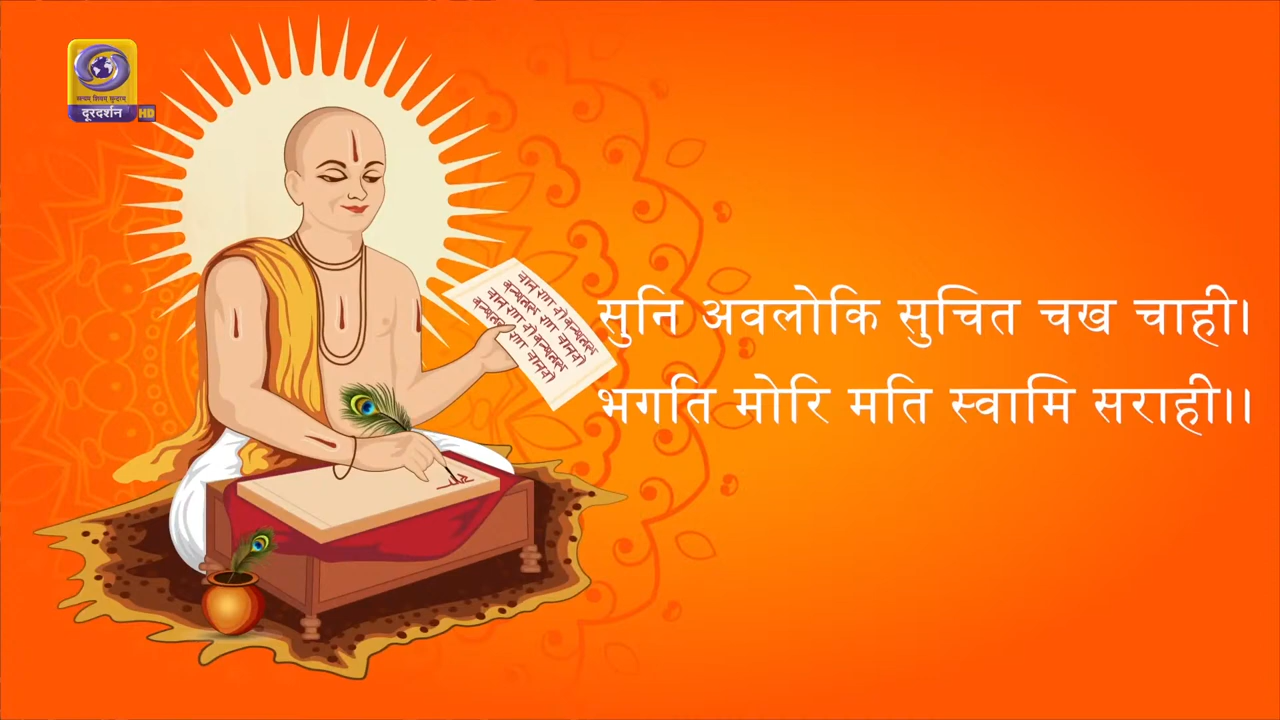 सत्यम शिवम सुन्दरम
दूरदर्शन HD
सुनि अवलोकि सुचित चख चाही।
भगति मोरि मति स्वामि सराही।।